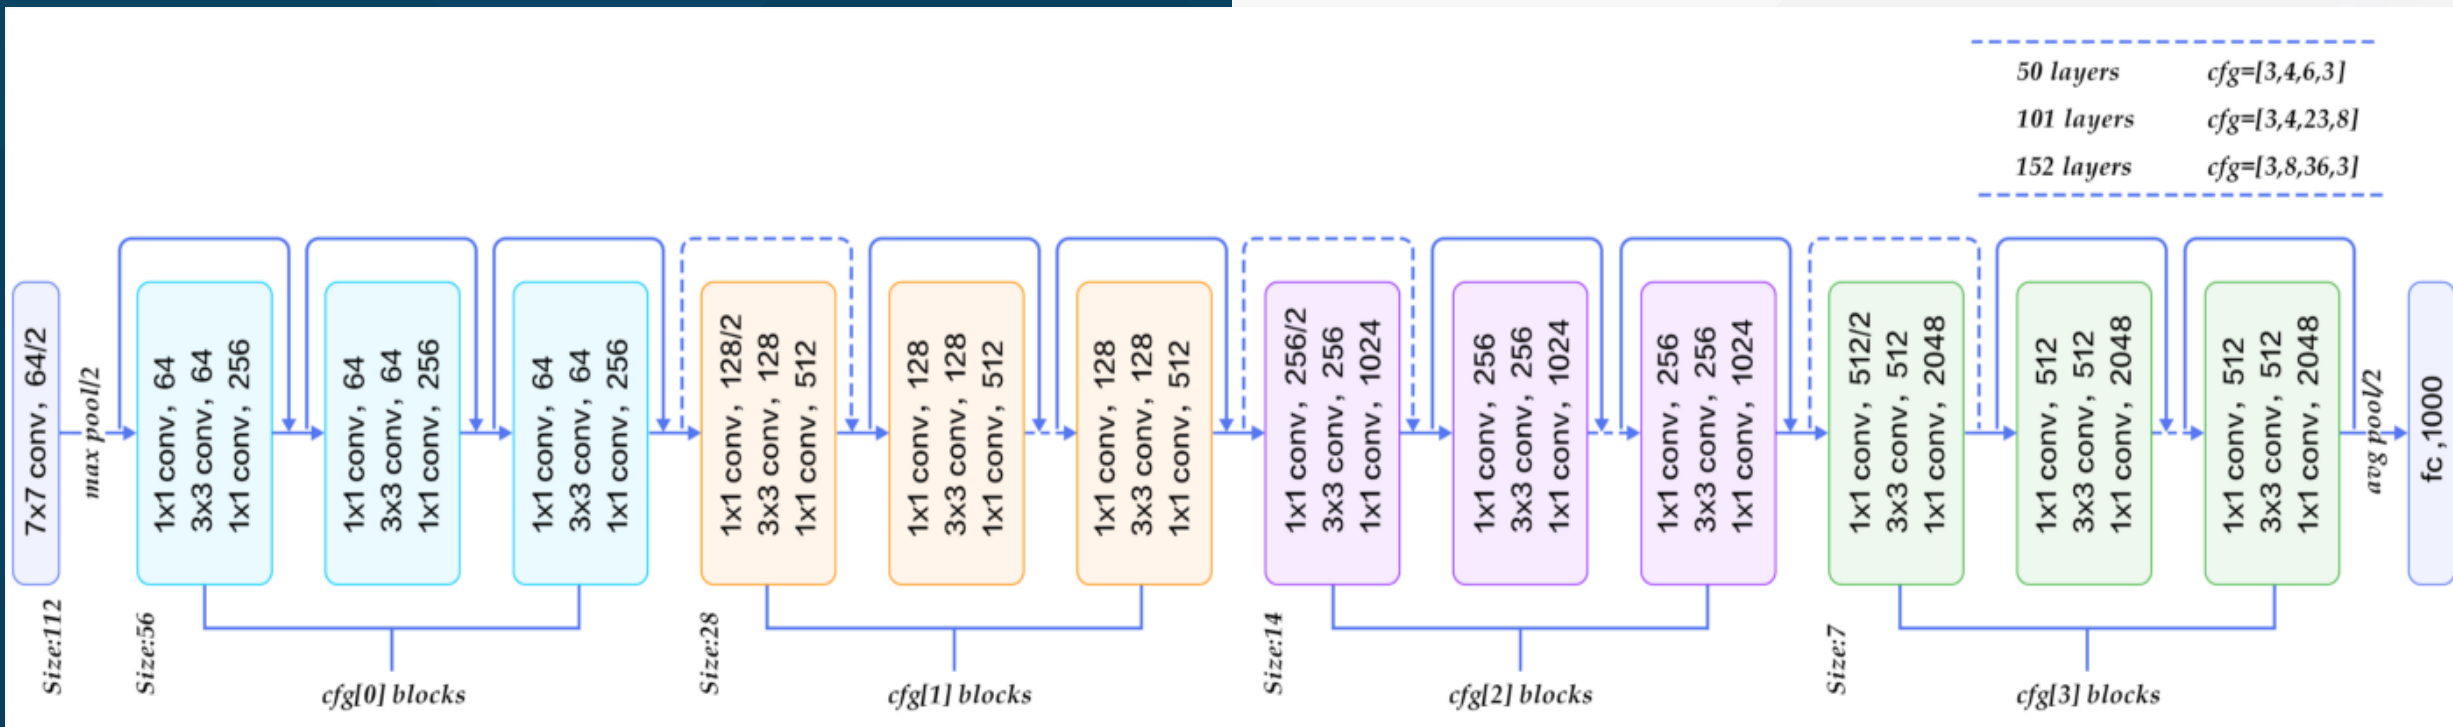 50 layers cfg=[3,4,6,3]
101 layers cfg=[3,4,23,8]
152 layers cfg=[3,8,36,3]
7x7 conv, 64/2
max pool/2
1x1 conv, 64
3x3 conv, 64
1x1 conv, 256
1x1 conv, 64
3x3 conv, 64
1x1 conv, 256
1x1 conv, 64
3x3 conv, 64
1x1 conv, 256
1x1 conv, 128/2
3x3 conv, 128
1x1 conv, 512
1x1 conv, 128
3x3 conv, 128
1x1 conv, 512
1x1 conv, 128
3x3 conv, 128
1x1 conv, 512
1x1 conv, 256/2
3x3 conv, 256
1x1 conv, 1024
1x1 conv, 256
3x3 conv, 256
1x1 conv, 1024
1x1 conv, 256
3x3 conv, 256
1x1 conv, 1024
1x1 conv, 512/2
3x3 conv, 512
1x1 conv, 2048
1x1 conv, 512
3x3 conv, 512
1x1 conv, 2048
1x1 conv, 512
3x3 conv, 512
1x1 conv, 2048
avg pool/2
fc ,1000
Size:112
Size:56
Size:28
Size:14
Size:7
cfg[0] blocks
cfg[1] blocks
cfg[2] blocks
cfg[3] blocks